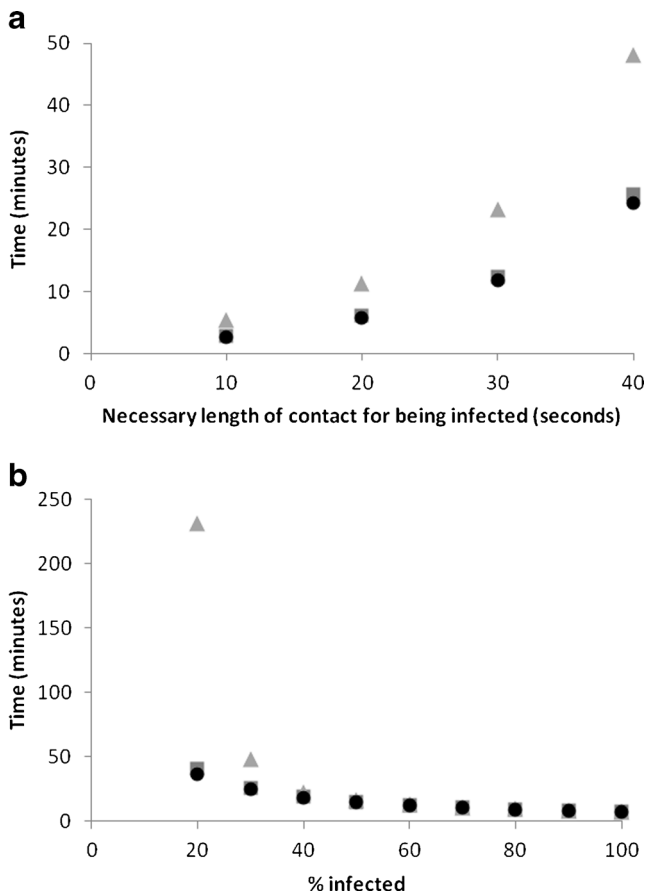 a
50
40
30
20
10
0
Time (minutes)
0 10 20 30 40
Necessary length of contact for being infected (seconds)
b
250
200
150
100
50
0
Time (minutes)
0 20 40 60 80 100
% infected